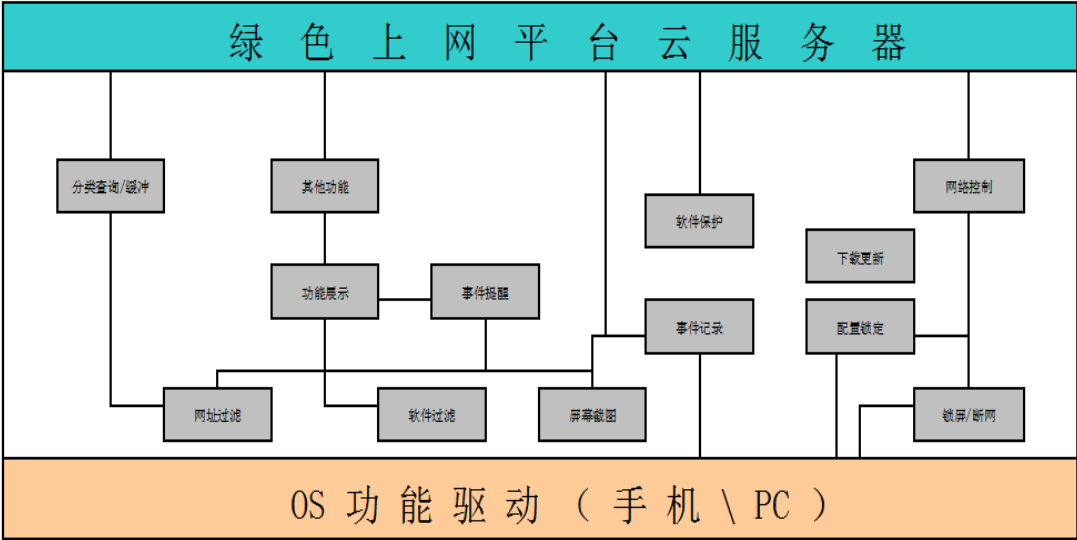 绿色上网平台云服务器
分类查询/缓冲
其他功能
网络控制
软件保护
下载更新
功能展示
事件提醒
事件记录
配置锁定
网址过滤
软件过滤
屏幕截图
锁屏/断网
OS功能驱动（手机\PC）